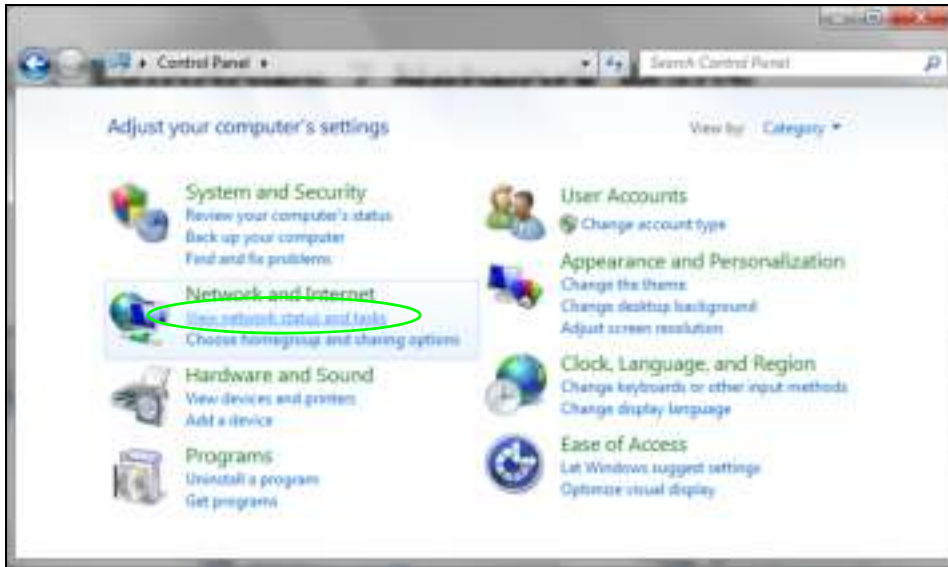 Control Panel
Search Control Panel
Adjust your computer's settings
View by: Category
System and Security
Review your computer's status
Back up your computer
Find and fix problems
Network and Internet
View network status and tasks
Choose homegroup and sharing options
Hardware and Sound
View devices and printers
Add a device
Programs
Uninstall a program
Get programs
User Accounts
Change account type
Appearance and Personalization
Change the theme
Change desktop background
Adjust screen resolution
Clock, Language, and Region
Change keyboards or other input methods
Change display language
Ease of Access
Let Windows suggest settings
Optimize visual display